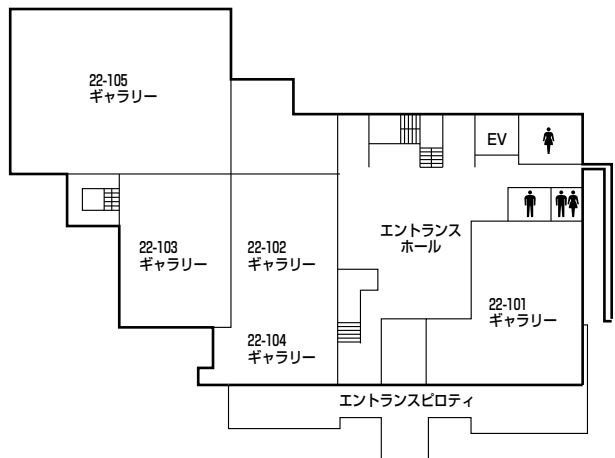 22-105
ギャラリー
EV
22-103
ギャラリー
22-102
ギャラリー
エントランス
ホール
22-104
ギャラリー
22-101
ギャラリー
エントランスピロティ